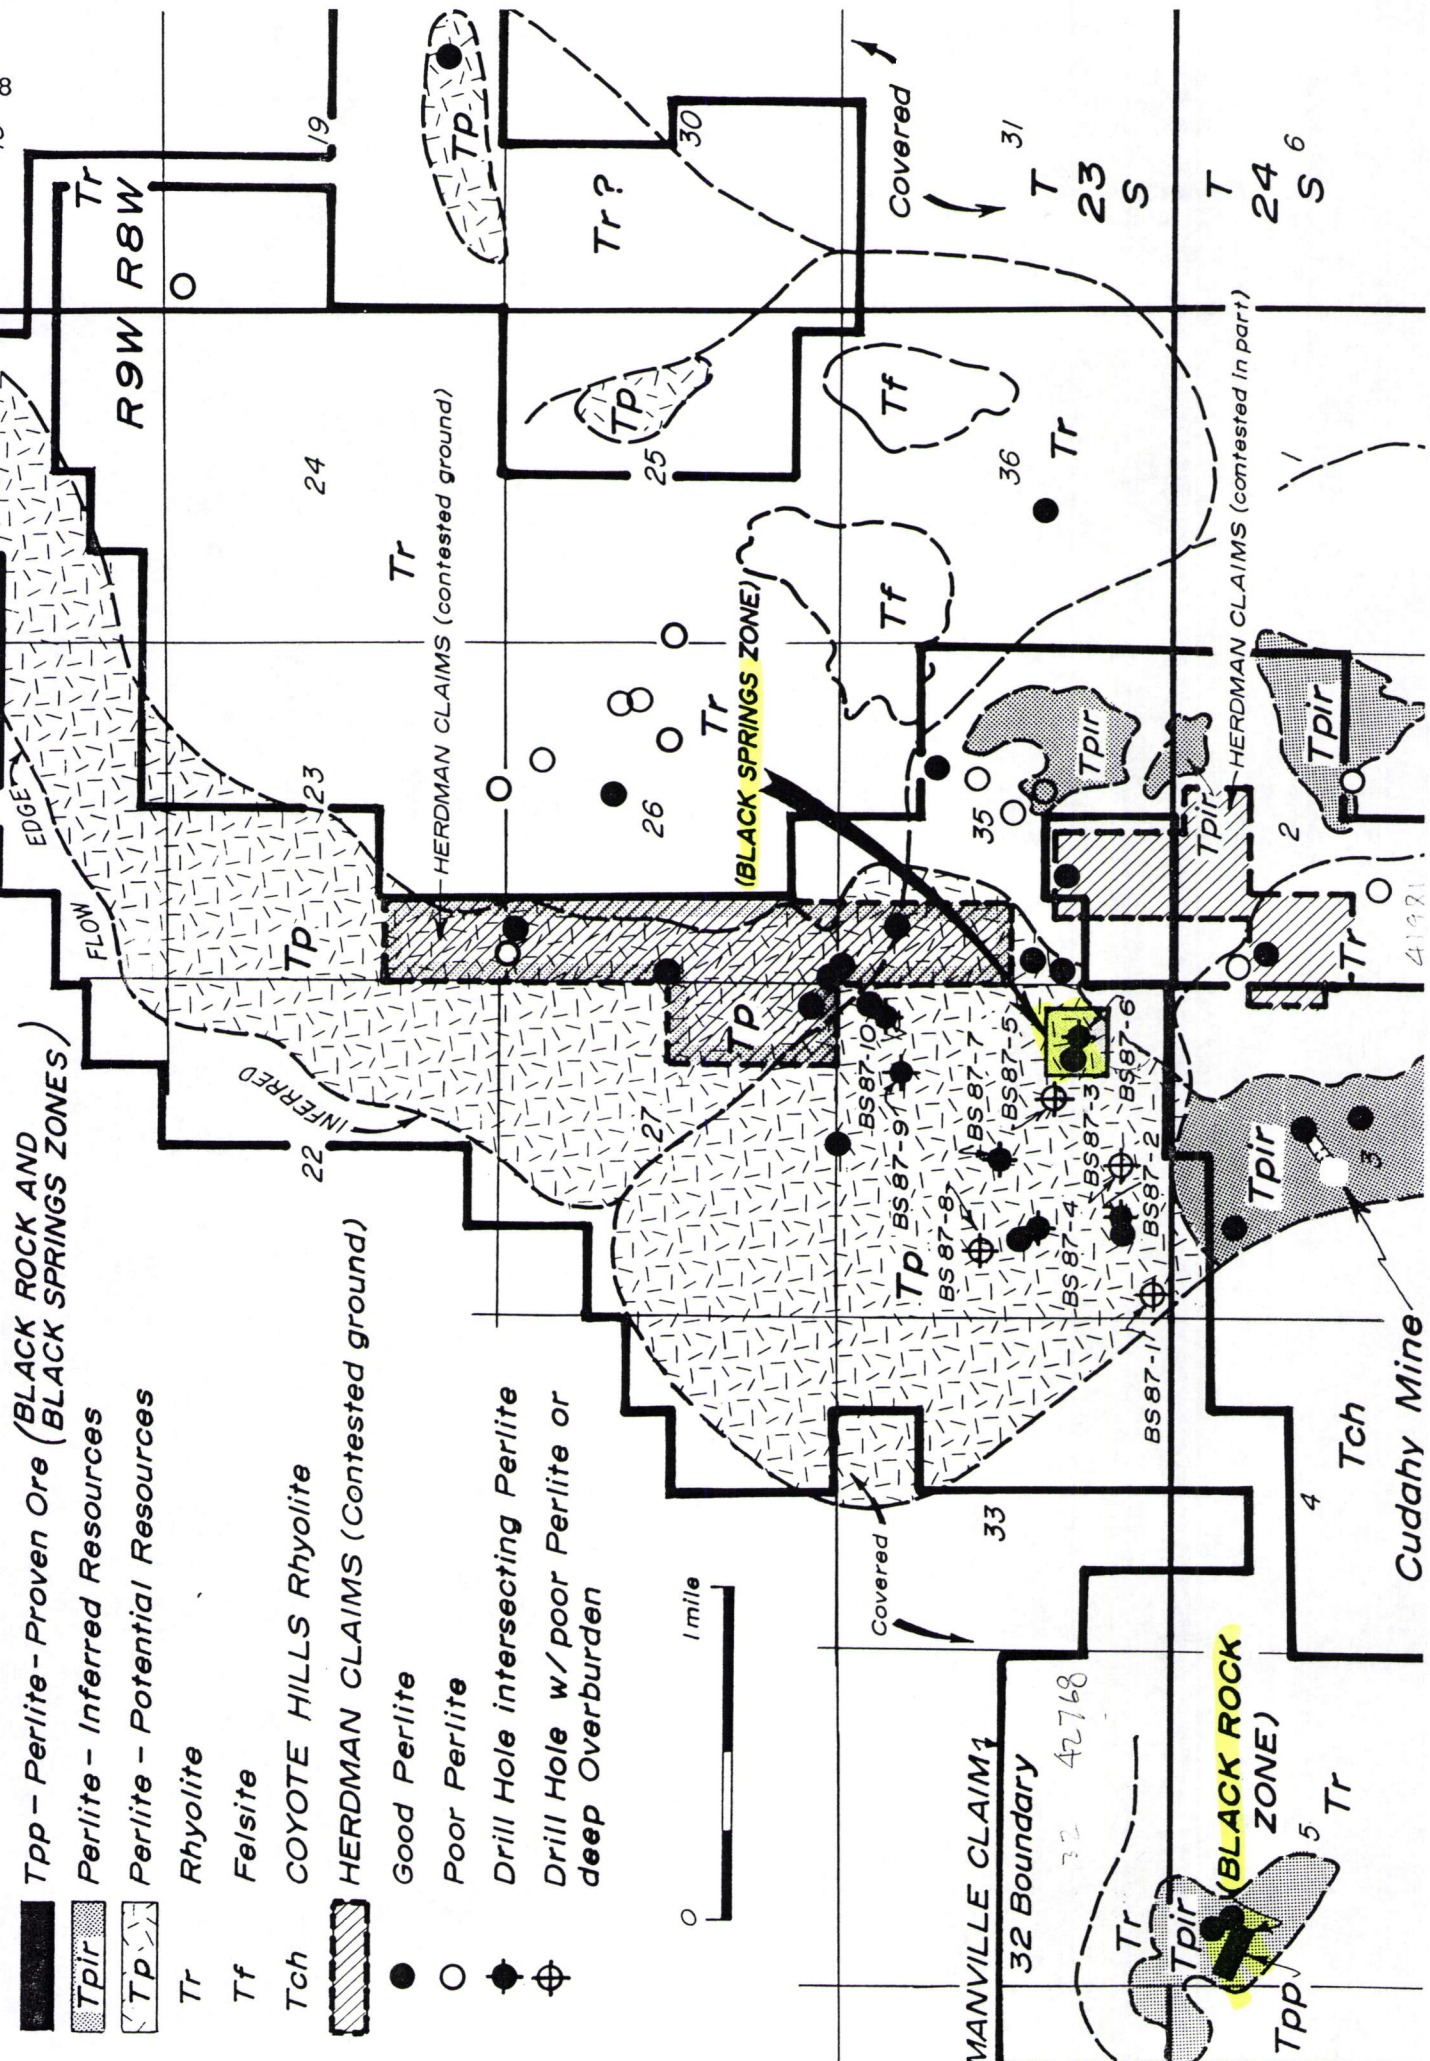 Tpp - Perlite - Proven Ore (BLACK ROCK AND
BLACK SPRINGS ZONES)
Tpir Perlite - Inferred Resources
Tp Perlite - Potential Resources
Tr Rhyolite
Tf Felsite
Tch COYOTE HILLS Rhyolite
HERDMAN CLAIMS (Contested ground)
Good Perlite
Poor Perlite
Drill Hole intersecting Perlite
Drill Hole w/poor Perlite or
deep Overburden
0 1mile
MANVILLE CLAIM
32 Boundary
32 42768
Tr
Tpir
Tpp
(BLACK ROCK
ZONE)
5
Tr
Covered
33
4
Tch
Cudahy Mine
FLOW
EDGE
INFERRED
22
23
Tp
27
Tp
Tp
BS87-10
BS87-9
BS87-8
BS87-7
BS87-5
BS87-4
BS87-3
BS87-6
BS87-2
BS87-1
Tpir
3
HERDMAN CLAIMS (contested ground)
24
Tr
26
Tr
(BLACK SPRINGS ZONE)
35
Tpir
Tpir
HERDMAN CLAIMS (contested in part)
2
Tpir
Tr
Tf
Tf
36
Tr
1
25
Tp
R9W R8W
Tr
19
Tp
30
Tr ?
Covered
31
T
23
S
T
24
S
6
8